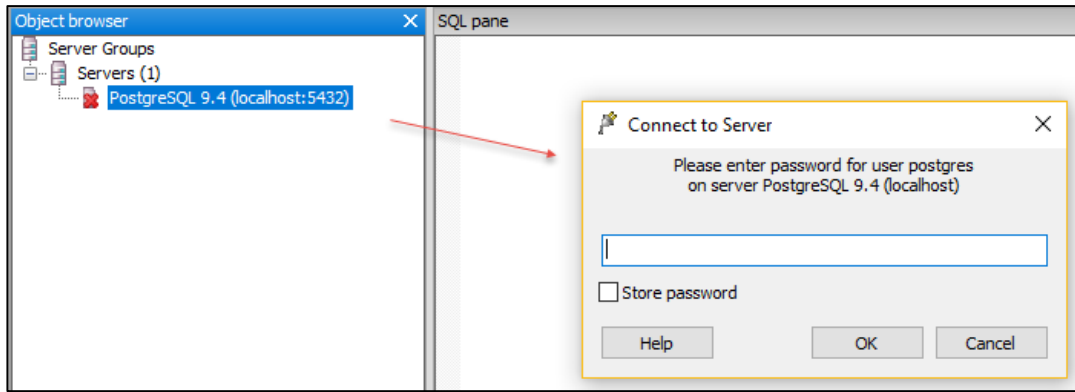 Object browser
SQL pane
Server Groups
Servers (1)
PostgreSQL 9.4 (localhost:5432)
Connect to Server
Please enter password for user postgres
on server PostgreSQL 9.4 (localhost)
Store password
Help
OK
Cancel